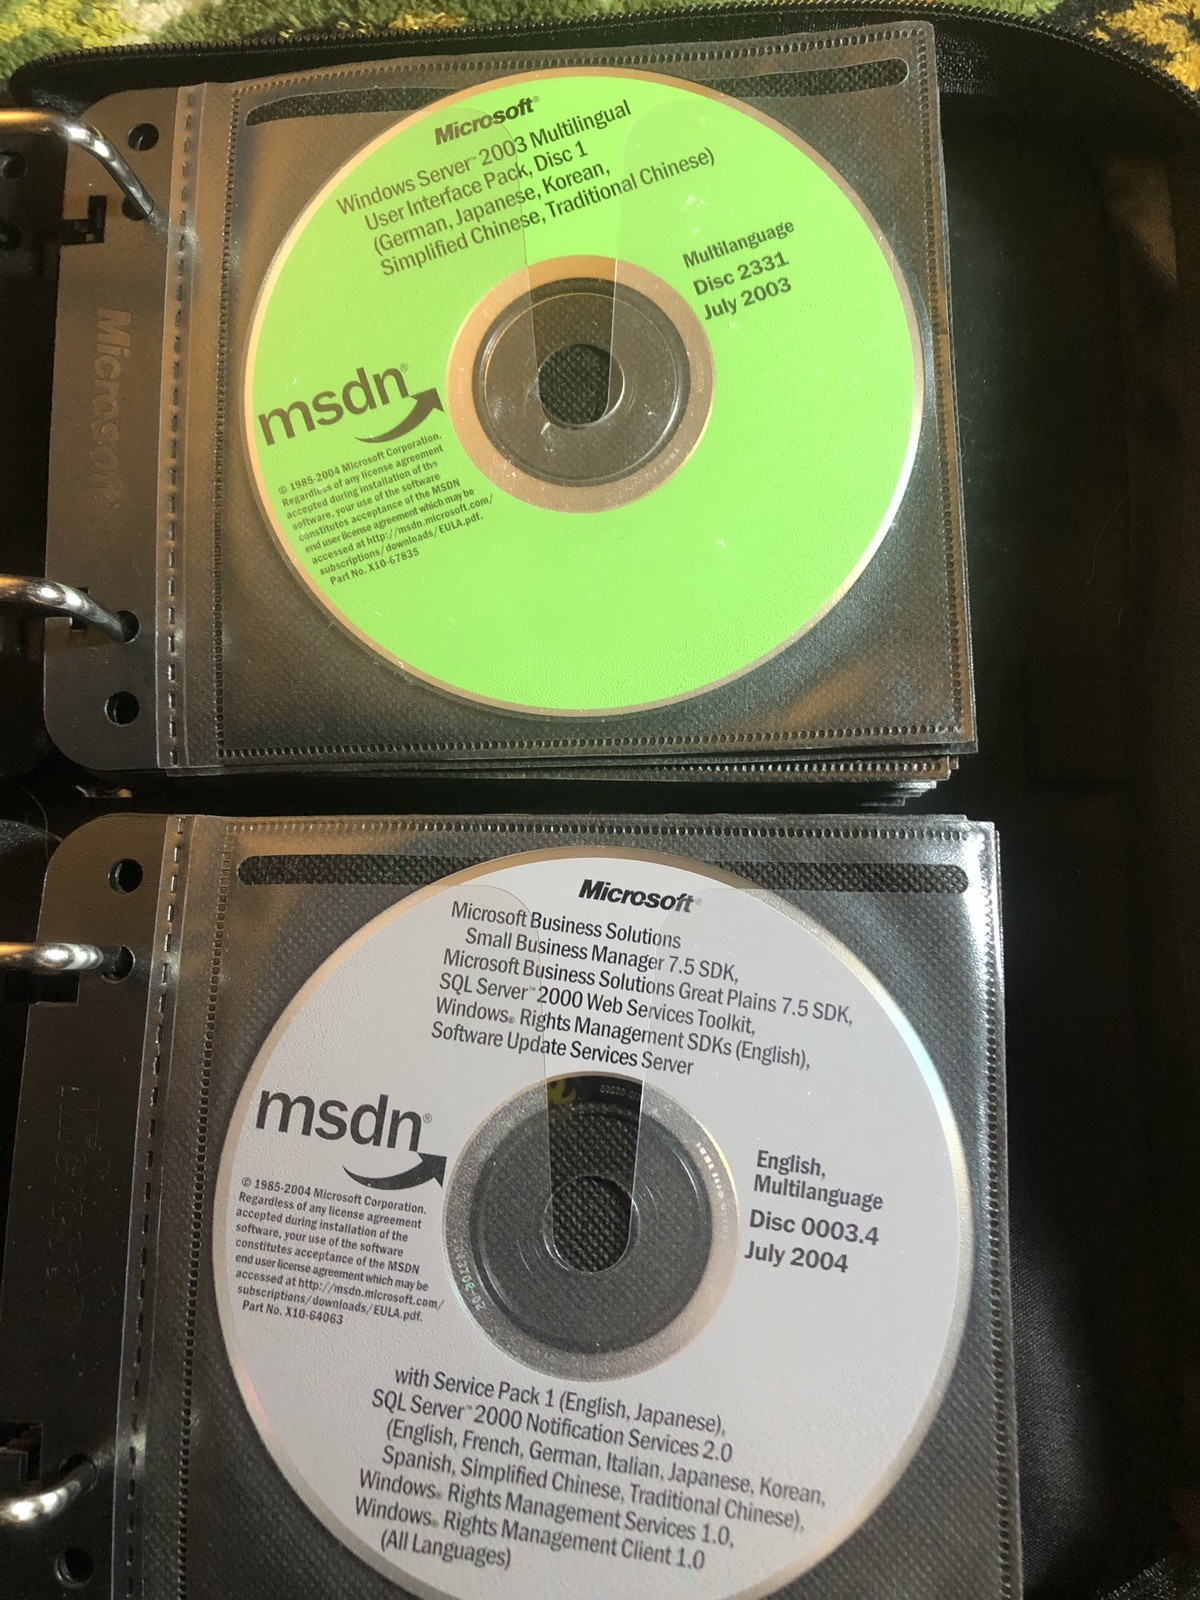 Microsoft®
Windows Server™ 2003 Multilingual
User Interface Pack, Disc 1
(German, Japanese, Korean,
Simplified Chinese, Traditional Chinese)
Multilanguage
Disc 2331
July 2003
msdn®
© 1985-2004 Microsoft Corporation.
Regardless of any license agreement
accepted during installation of the
software, your use of the software
constitutes acceptance of the MSDN
end user license agreement which may be
accessed at http://msdn.microsoft.com/
subscriptions/downloads/EULA.pdf.
Part No. X10-67835
Microsoft
Microsoft®
Microsoft Business Solutions
Small Business Manager 7.5 SDK,
Microsoft Business Solutions Great Plains 7.5 SDK,
SQL Server™ 2000 Web Services Toolkit,
Windows® Rights Management SDKs (English),
Software Update Services Server
msdn®
© 1985-2004 Microsoft Corporation.
Regardless of any license agreement
accepted during installation of the
software, your use of the software
constitutes acceptance of the MSDN
end user license agreement which may be
accessed at http://msdn.microsoft.com/
subscriptions/downloads/EULA.pdf.
Part No. X10-64063
English,
Multilanguage
Disc 0003.4
July 2004
with Service Pack 1 (English, Japanese),
SQL Server™ 2000 Notification Services 2.0
(English, French, German, Italian, Japanese, Korean,
Spanish, Simplified Chinese, Traditional Chinese),
Windows® Rights Management Services 1.0,
Windows® Rights Management Client 1.0
(All Languages)
Microsoft